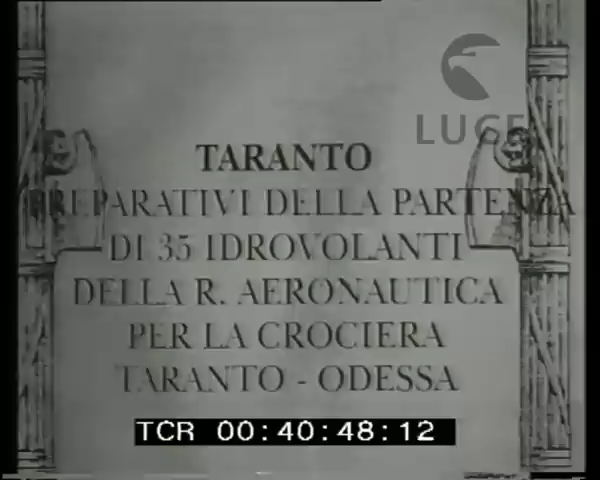 LUCE
TARANTO
PREPARATIVI DELLA PARTENZA
DI 35 IDROVOLANTI
DELLA R. AERONAUTICA
PER LA CROCIERA
TARANTO - ODESSA
TCR 00:40:48:12